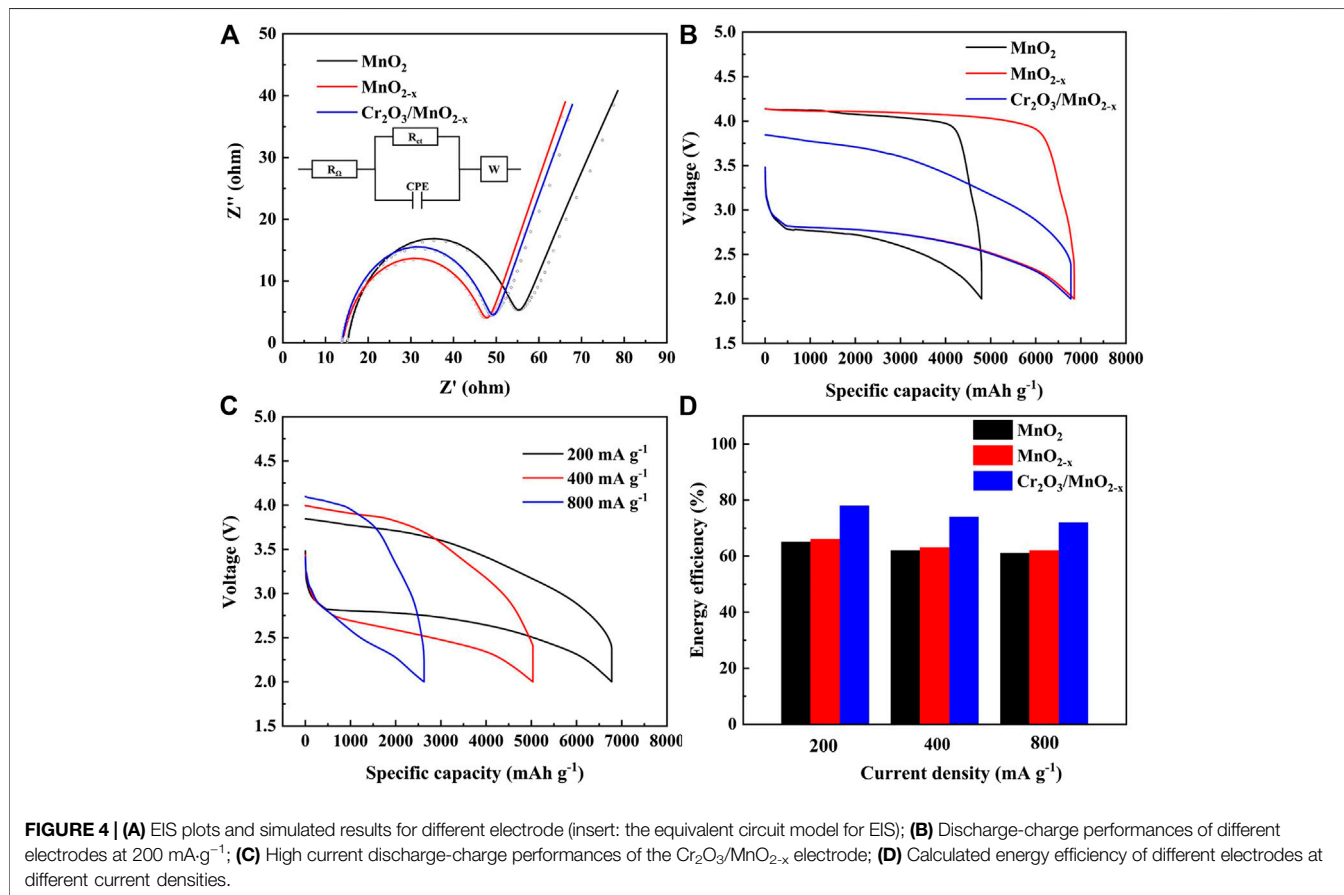 A
50
40
30
20
10
0
0 10 20 30 40 50 60 70 80 90
Z'' (ohm)
Z' (ohm)
MnO₂
MnO₂₋ₓ
Cr₂O₃/MnO₂₋ₓ
R_Ω
R_ct
CPE
W
B
5.0
4.5
4.0
3.5
3.0
2.5
2.0
1.5
0 1000 2000 3000 4000 5000 6000 7000 8000
Voltage (V)
Specific capacity (mAh g⁻¹)
MnO₂
MnO₂₋ₓ
Cr₂O₃/MnO₂₋ₓ
C
5.0
4.5
4.0
3.5
3.0
2.5
2.0
1.5
0 1000 2000 3000 4000 5000 6000 7000 8000
Voltage (V)
Specific capacity (mAh g⁻¹)
200 mA g⁻¹
400 mA g⁻¹
800 mA g⁻¹
D
100
80
60
40
20
0
200 400 800
Energy efficiency (%)
Current density (mA g⁻¹)
MnO₂
MnO₂₋ₓ
Cr₂O₃/MnO₂₋ₓ
FIGURE 4 | (A) EIS plots and simulated results for different electrode (insert: the equivalent circuit model for EIS); (B) Discharge-charge performances of different
electrodes at 200 mA·g⁻¹; (C) High current discharge-charge performances of the Cr₂O₃/MnO₂₋ₓ electrode; (D) Calculated energy efficiency of different electrodes at
different current densities.